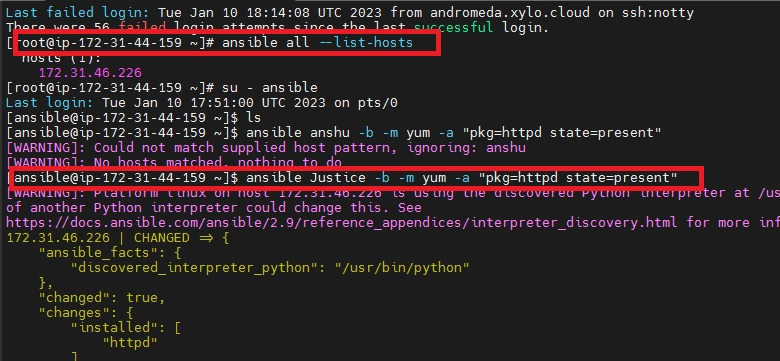 Last failed login: Tue Jan 10 18:14:08 UTC 2023 from andromeda.xylo.cloud on ssh:notty
There were 56 failed login attempts since the last successful login.
[root@ip-172-31-44-159 ~]# ansible all --list-hosts
hosts (1):
172.31.46.226
[root@ip-172-31-44-159 ~]# su - ansible
Last login: Tue Jan 10 17:51:00 UTC 2023 on pts/0
[ansible@ip-172-31-44-159 ~]$ ls
[ansible@ip-172-31-44-159 ~]$ ansible anshu -b -m yum -a "pkg=httpd state=present"
[WARNING]: Could not match supplied host pattern, ignoring: anshu
[WARNING]: No hosts matched, nothing to do
[ansible@ip-172-31-44-159 ~]$ ansible Justice -b -m yum -a "pkg=httpd state=present"
[WARNING]: Platform linux on host 172.31.46.226 is using the discovered Python interpreter at /us
of another Python interpreter could change this. See
https://docs.ansible.com/ansible/2.9/reference_appendices/interpreter_discovery.html for more inf
172.31.46.226 | CHANGED => {
"ansible_facts": {
"discovered_interpreter_python": "/usr/bin/python"
},
"changed": true,
"changes": {
"installed": [
"httpd"
]